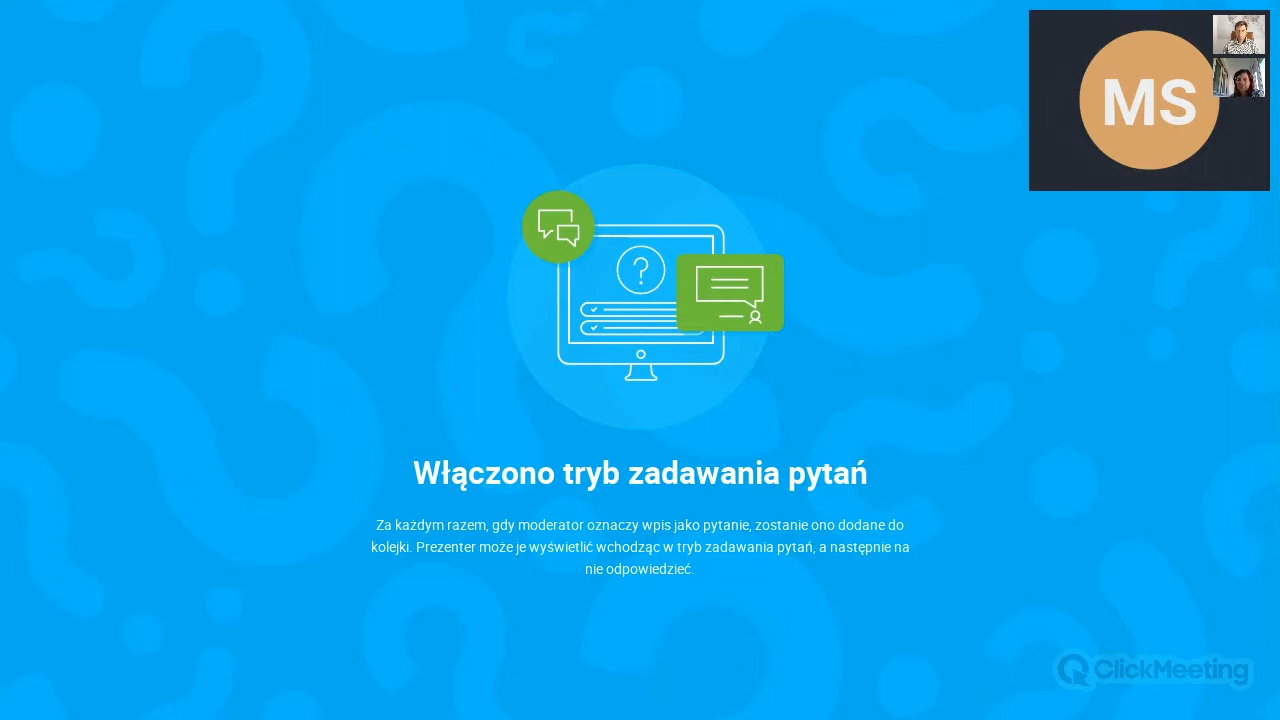 MS
Włączono tryb zadawania pytań
Za każdym razem, gdy moderator oznaczy wpis jako pytanie, zostanie ono dodane do
kolejki. Prezenter może je wyświetlić wchodząc w tryb zadawania pytań, a następnie na
nie odpowiedzieć.
ClickMeeting